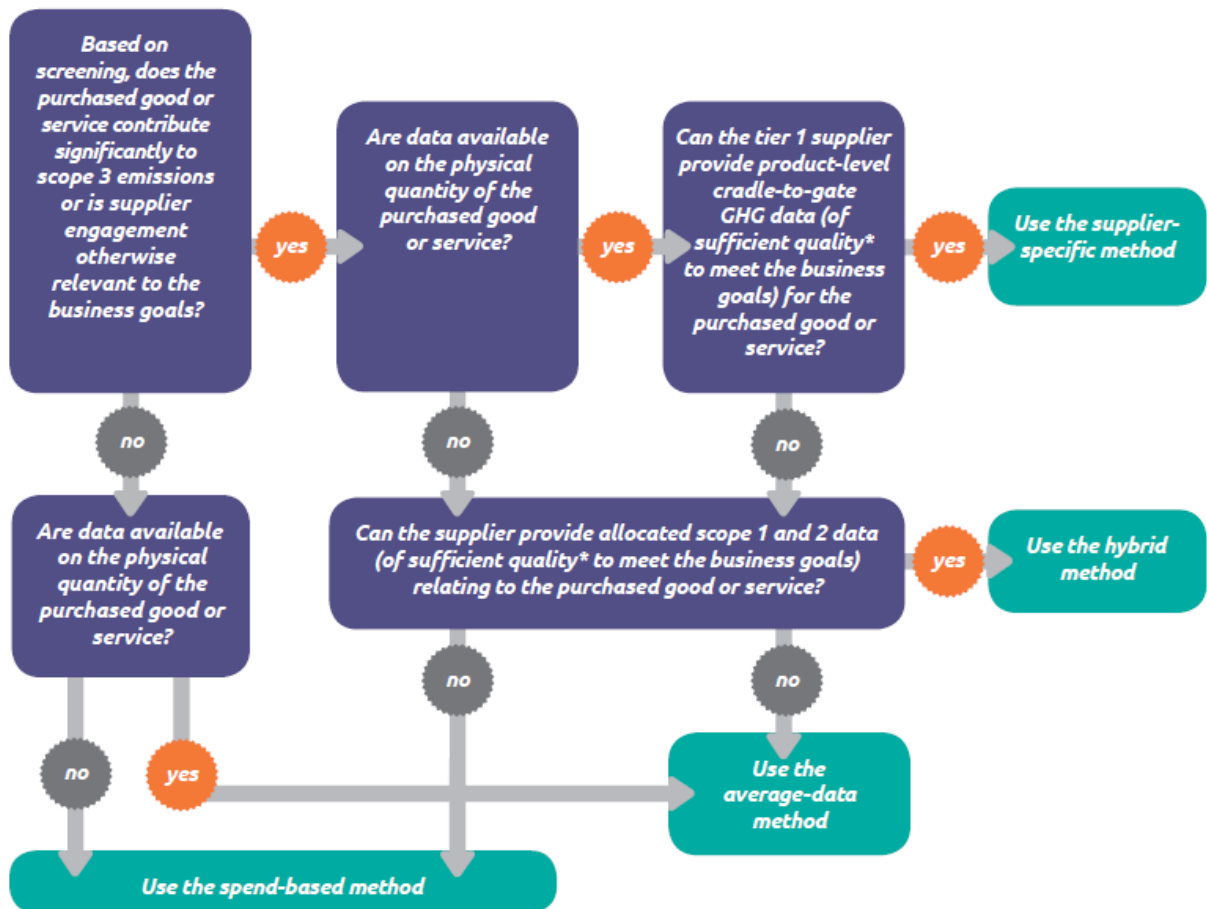 Based on
screening, does the
purchased good or
service contribute
significantly to
scope 3 emissions
or is supplier
engagement
otherwise
relevant to the
business goals?
yes
Are data available
on the physical
quantity of the
purchased good
or service?
yes
Can the tier 1 supplier
provide product-level
cradle-to-gate
GHG data (of
sufficient quality*
to meet the business
goals) for the
purchased good or
service?
yes
Use the supplier-
specific method
no
no
no
Are data available
on the physical
quantity of the
purchased good or
service?
Can the supplier provide allocated scope 1 and 2 data
(of sufficient quality* to meet the business goals)
relating to the purchased good or service?
yes
Use the hybrid
method
no
yes
no
no
Use the
average-data
method
Use the spend-based method